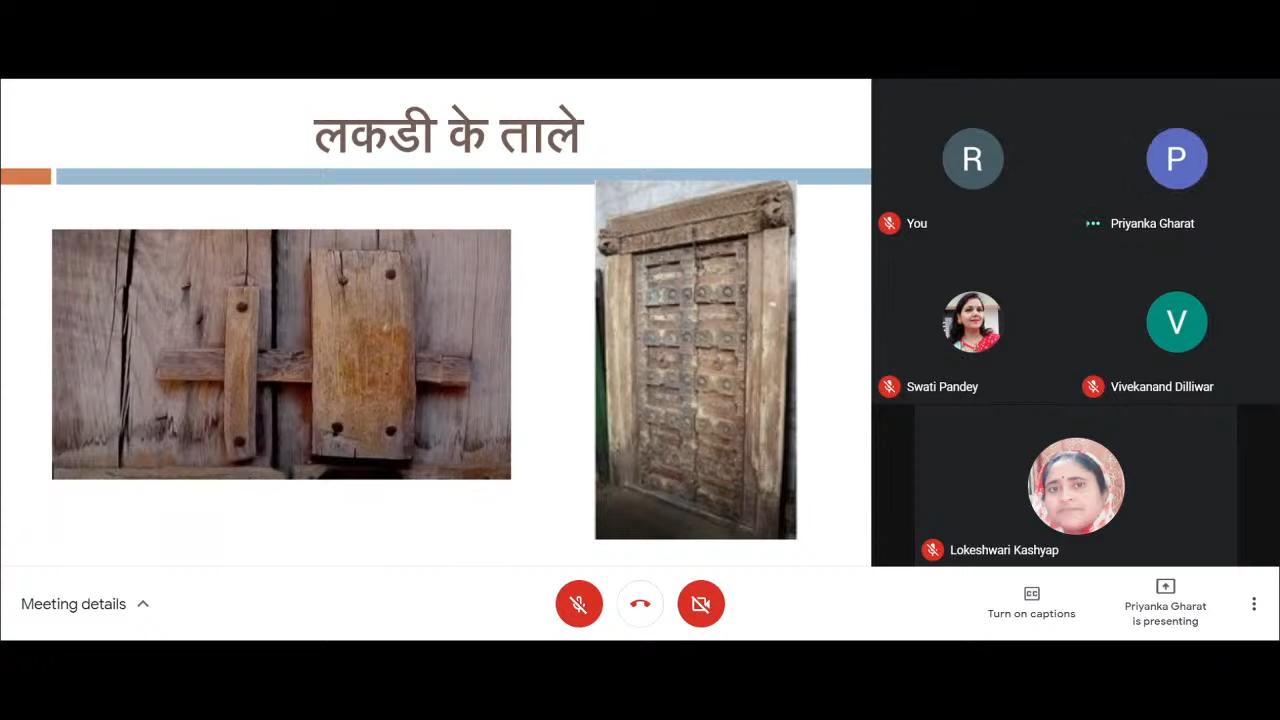 लकडी के ताले
R
P
You
Priyanka Gharat
V
Swati Pandey
Vivekanand Dilliwar
Lokeshwari Kashyap
Meeting details
CC
Turn on captions
Priyanka Gharat
is presenting